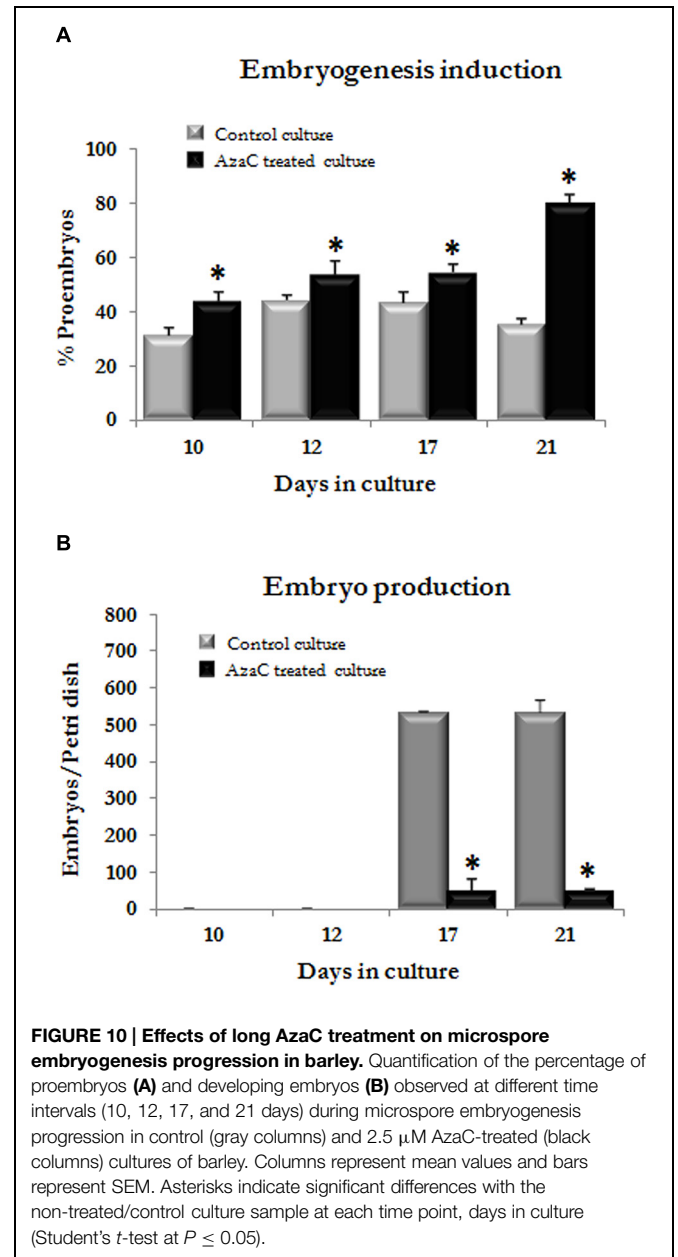 A
Embryogenesis induction
Control culture
AzaC treated culture
100
80
60
40
20
0
% Proembryos
*
*
*
*
10 12 17 21
Days in culture
B
Embryo production
800
700
600
500
400
300
200
100
0
Control culture
AzaC treated culture
Embryos/Petri dish
*
*
10 12 17 21
Days in culture
FIGURE 10 | Effects of long AzaC treatment on microspore
embryogenesis progression in barley. Quantification of the percentage of
proembryos (A) and developing embryos (B) observed at different time
intervals (10, 12, 17, and 21 days) during microspore embryogenesis
progression in control (gray columns) and 2.5 μM AzaC-treated (black
columns) cultures of barley. Columns represent mean values and bars
represent SEM. Asterisks indicate significant differences with the
non-treated/control culture sample at each time point, days in culture
(Student's t-test at P ≤ 0.05).